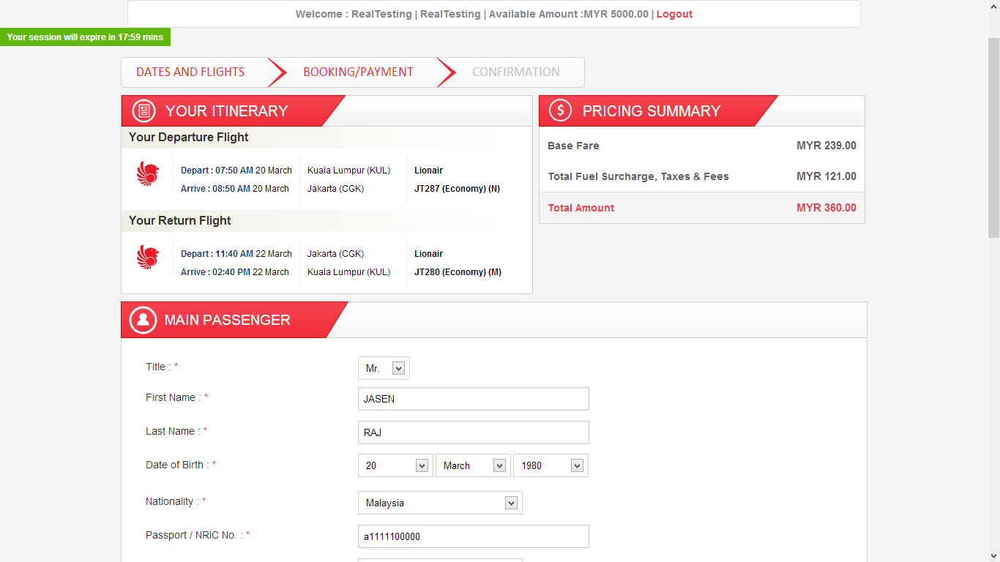 Welcome : RealTesting | RealTesting | Available Amount :MYR 5000.00 | Logout
Your session will expire in 17:59 mins
DATES AND FLIGHTS BOOKING/PAYMENT CONFIRMATION
YOUR ITINERARY
Your Departure Flight
Depart : 07:50 AM 20 March Kuala Lumpur (KUL) Lionair
Arrive : 08:50 AM 20 March Jakarta (CGK) JT287 (Economy) (N)
Your Return Flight
Depart : 11:40 AM 22 March Jakarta (CGK) Lionair
Arrive : 02:40 PM 22 March Kuala Lumpur (KUL) JT280 (Economy) (M)
$ PRICING SUMMARY
Base Fare MYR 239.00
Total Fuel Surcharge, Taxes & Fees MYR 121.00
Total Amount MYR 360.00
MAIN PASSENGER
Title : * Mr.
First Name : * JASEN
Last Name : * RAJ
Date of Birth : * 20 March 1980
Nationality : * Malaysia
Passport / NRIC No. : * a1111100000